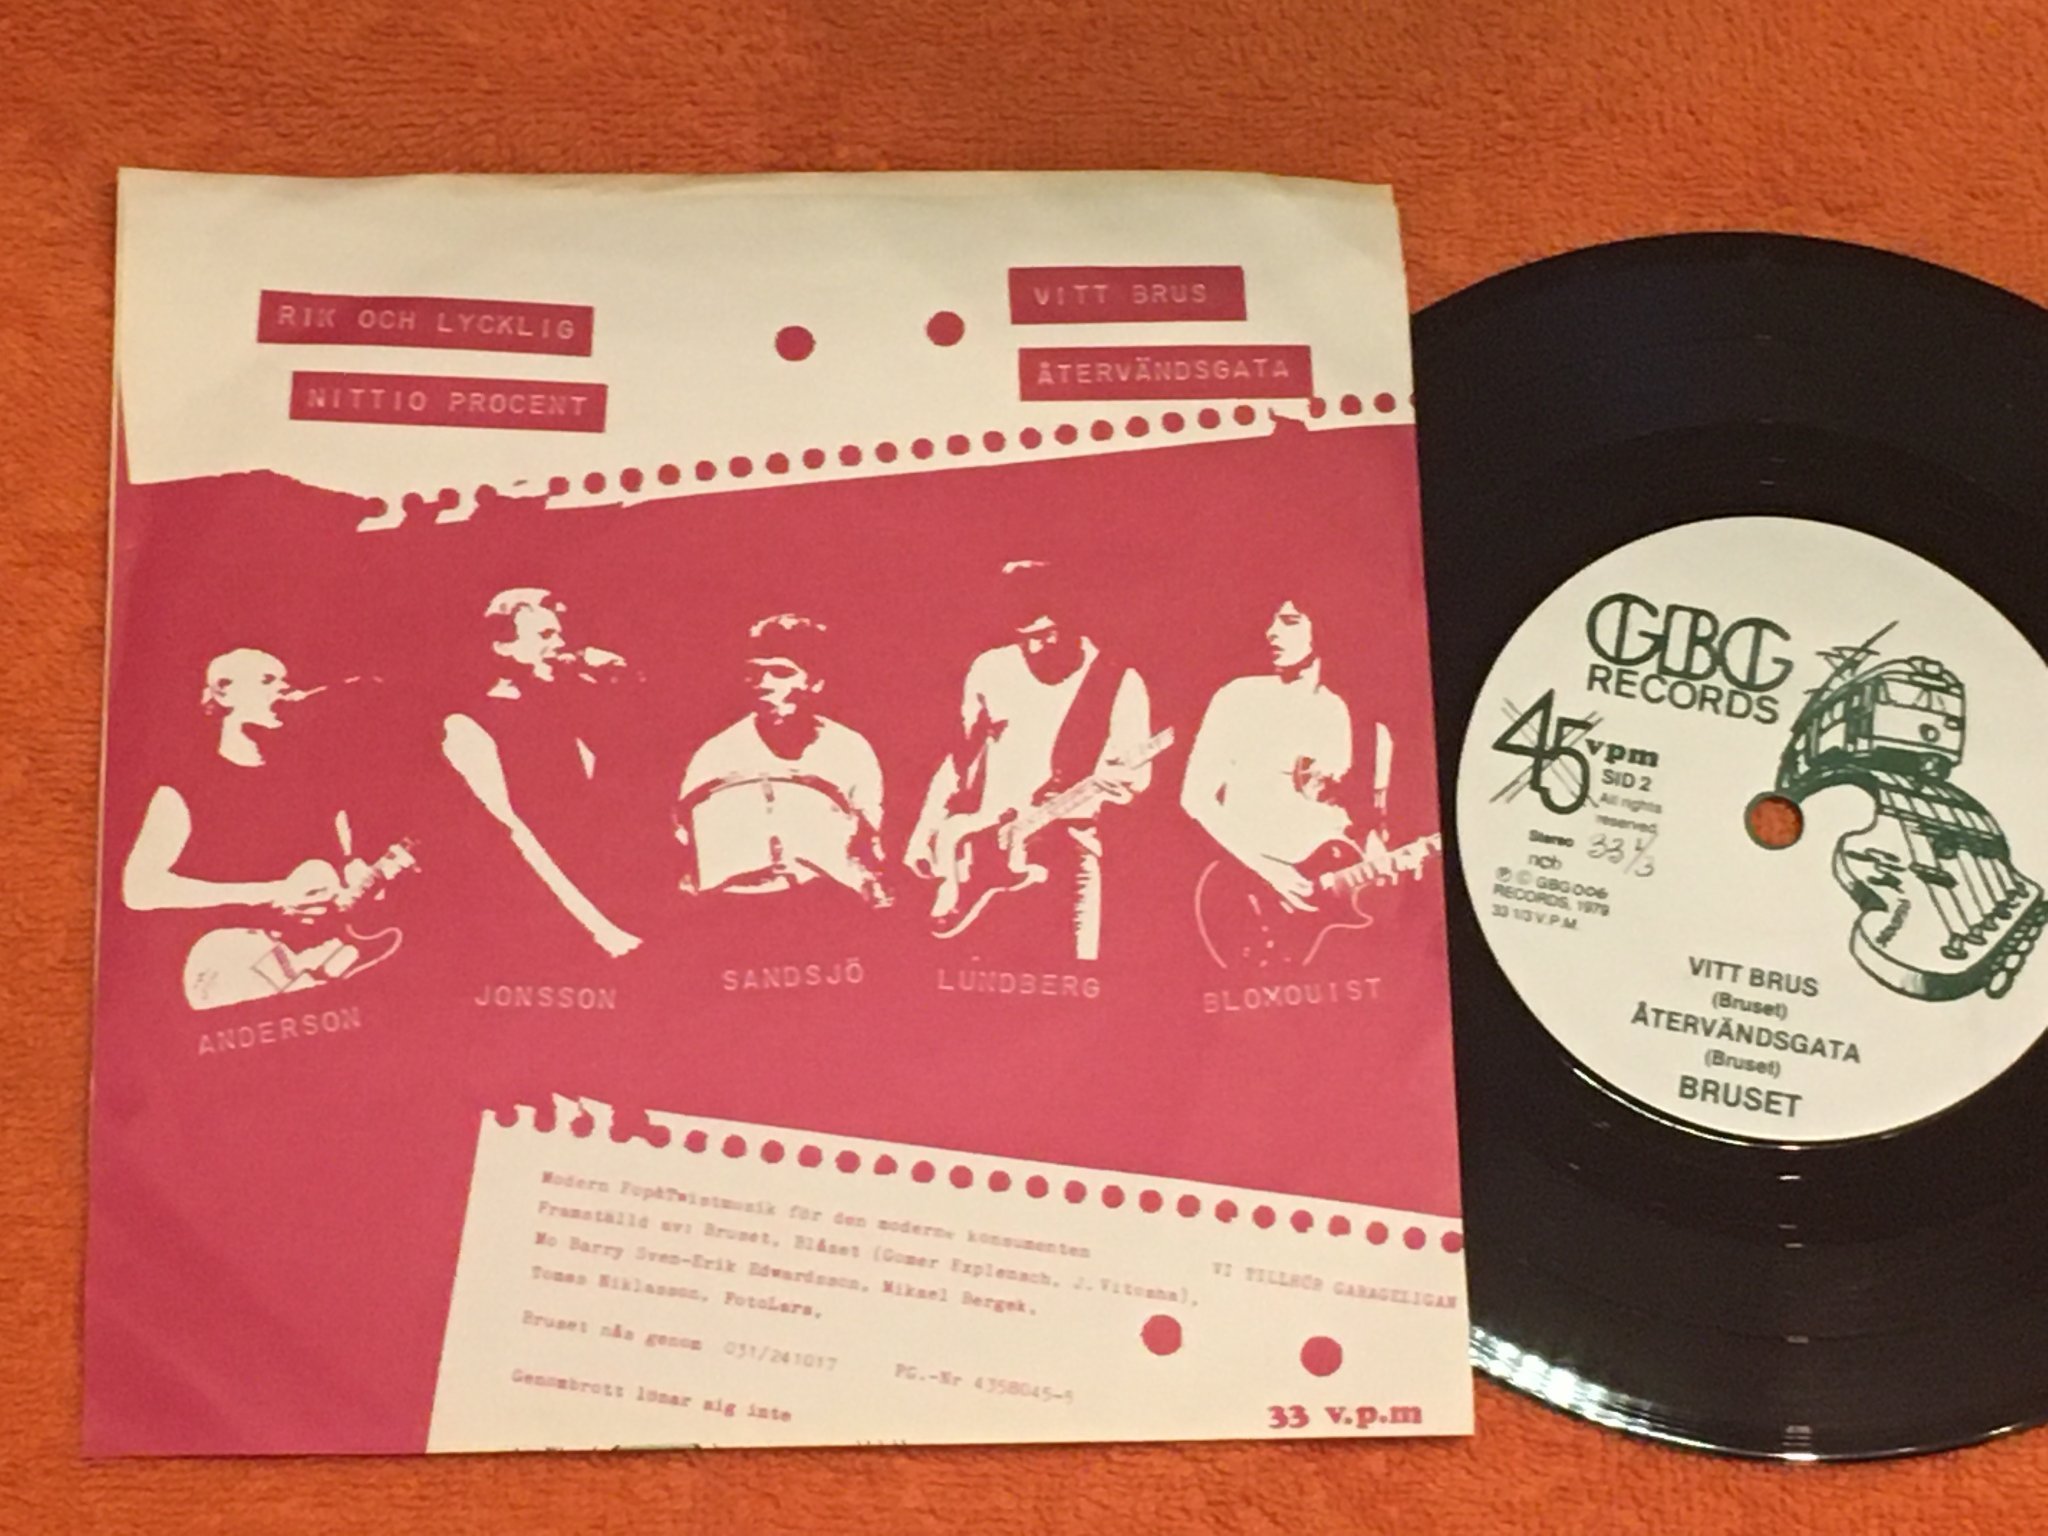 RIK OCH LYCKLIG
NITTIO PROCENT
VITT BRUS
ÅTERVÄNDSGATA
ANDERSON
JONSSON
SANDSJÖ
LUNDBERG
BLOMQUIST
Modern Pop&Twistmusik för den moderne konsumenten
Framställd av: Bruset, Blåset (Gomer Explensch, J. Vitosha),
Mo Barry Sven-Erik Edwardsson, Mikael Bergek,
Tomas Niklasson, FotoLars,
Bruset nås genom 031/241017 PG.-Nr 4358045-5
Genombrott lönar sig inte
VI TILLHÖR GARAGELIGAN
33 v.p.m
GBG
RECORDS
45 vpm
SID 2
All rights
reserved
Stereo 33 1/3
ncb
Ⓟ © GBG 006
RECORDS, 1979
33 1/3 V.P.M.
VITT BRUS
(Bruset)
ÅTERVÄNDSGATA
(Bruset)
BRUSET